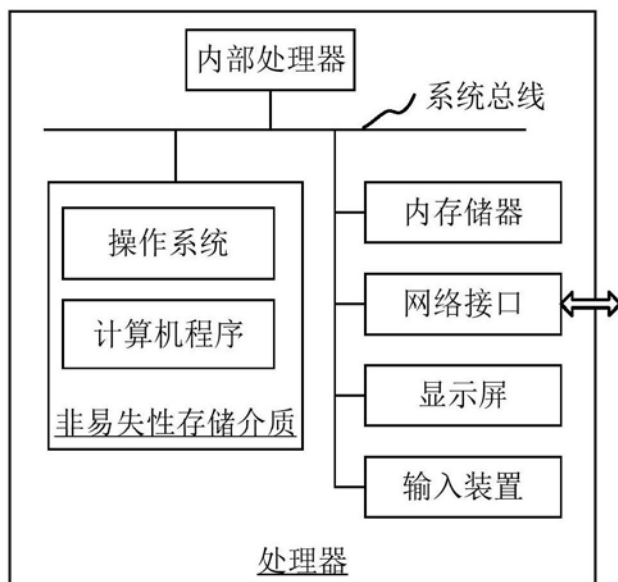 内部处理器
系统总线
操作系统
计算机程序
非易失性存储介质
内存储器
网络接口
显示屏
输入装置
处理器